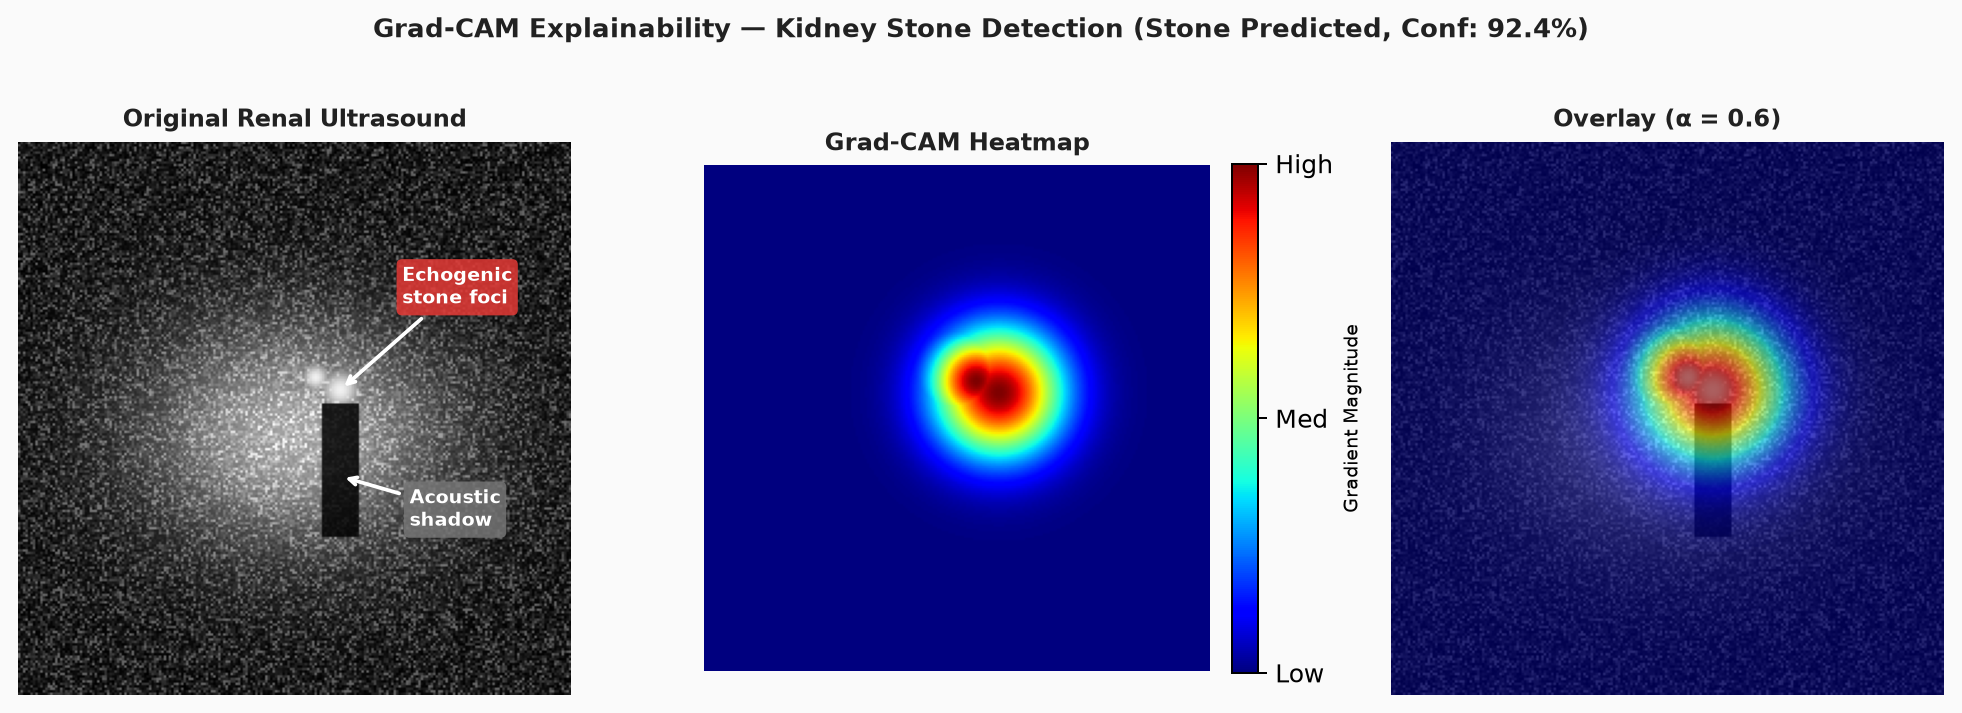 Grad-CAM Explainability — Kidney Stone Detection (Stone Predicted, Conf: 92.4%)
Original Renal Ultrasound
Echogenic
stone foci
Acoustic
shadow
Grad-CAM Heatmap
High
Med
Low
Gradient Magnitude
Overlay (α = 0.6)